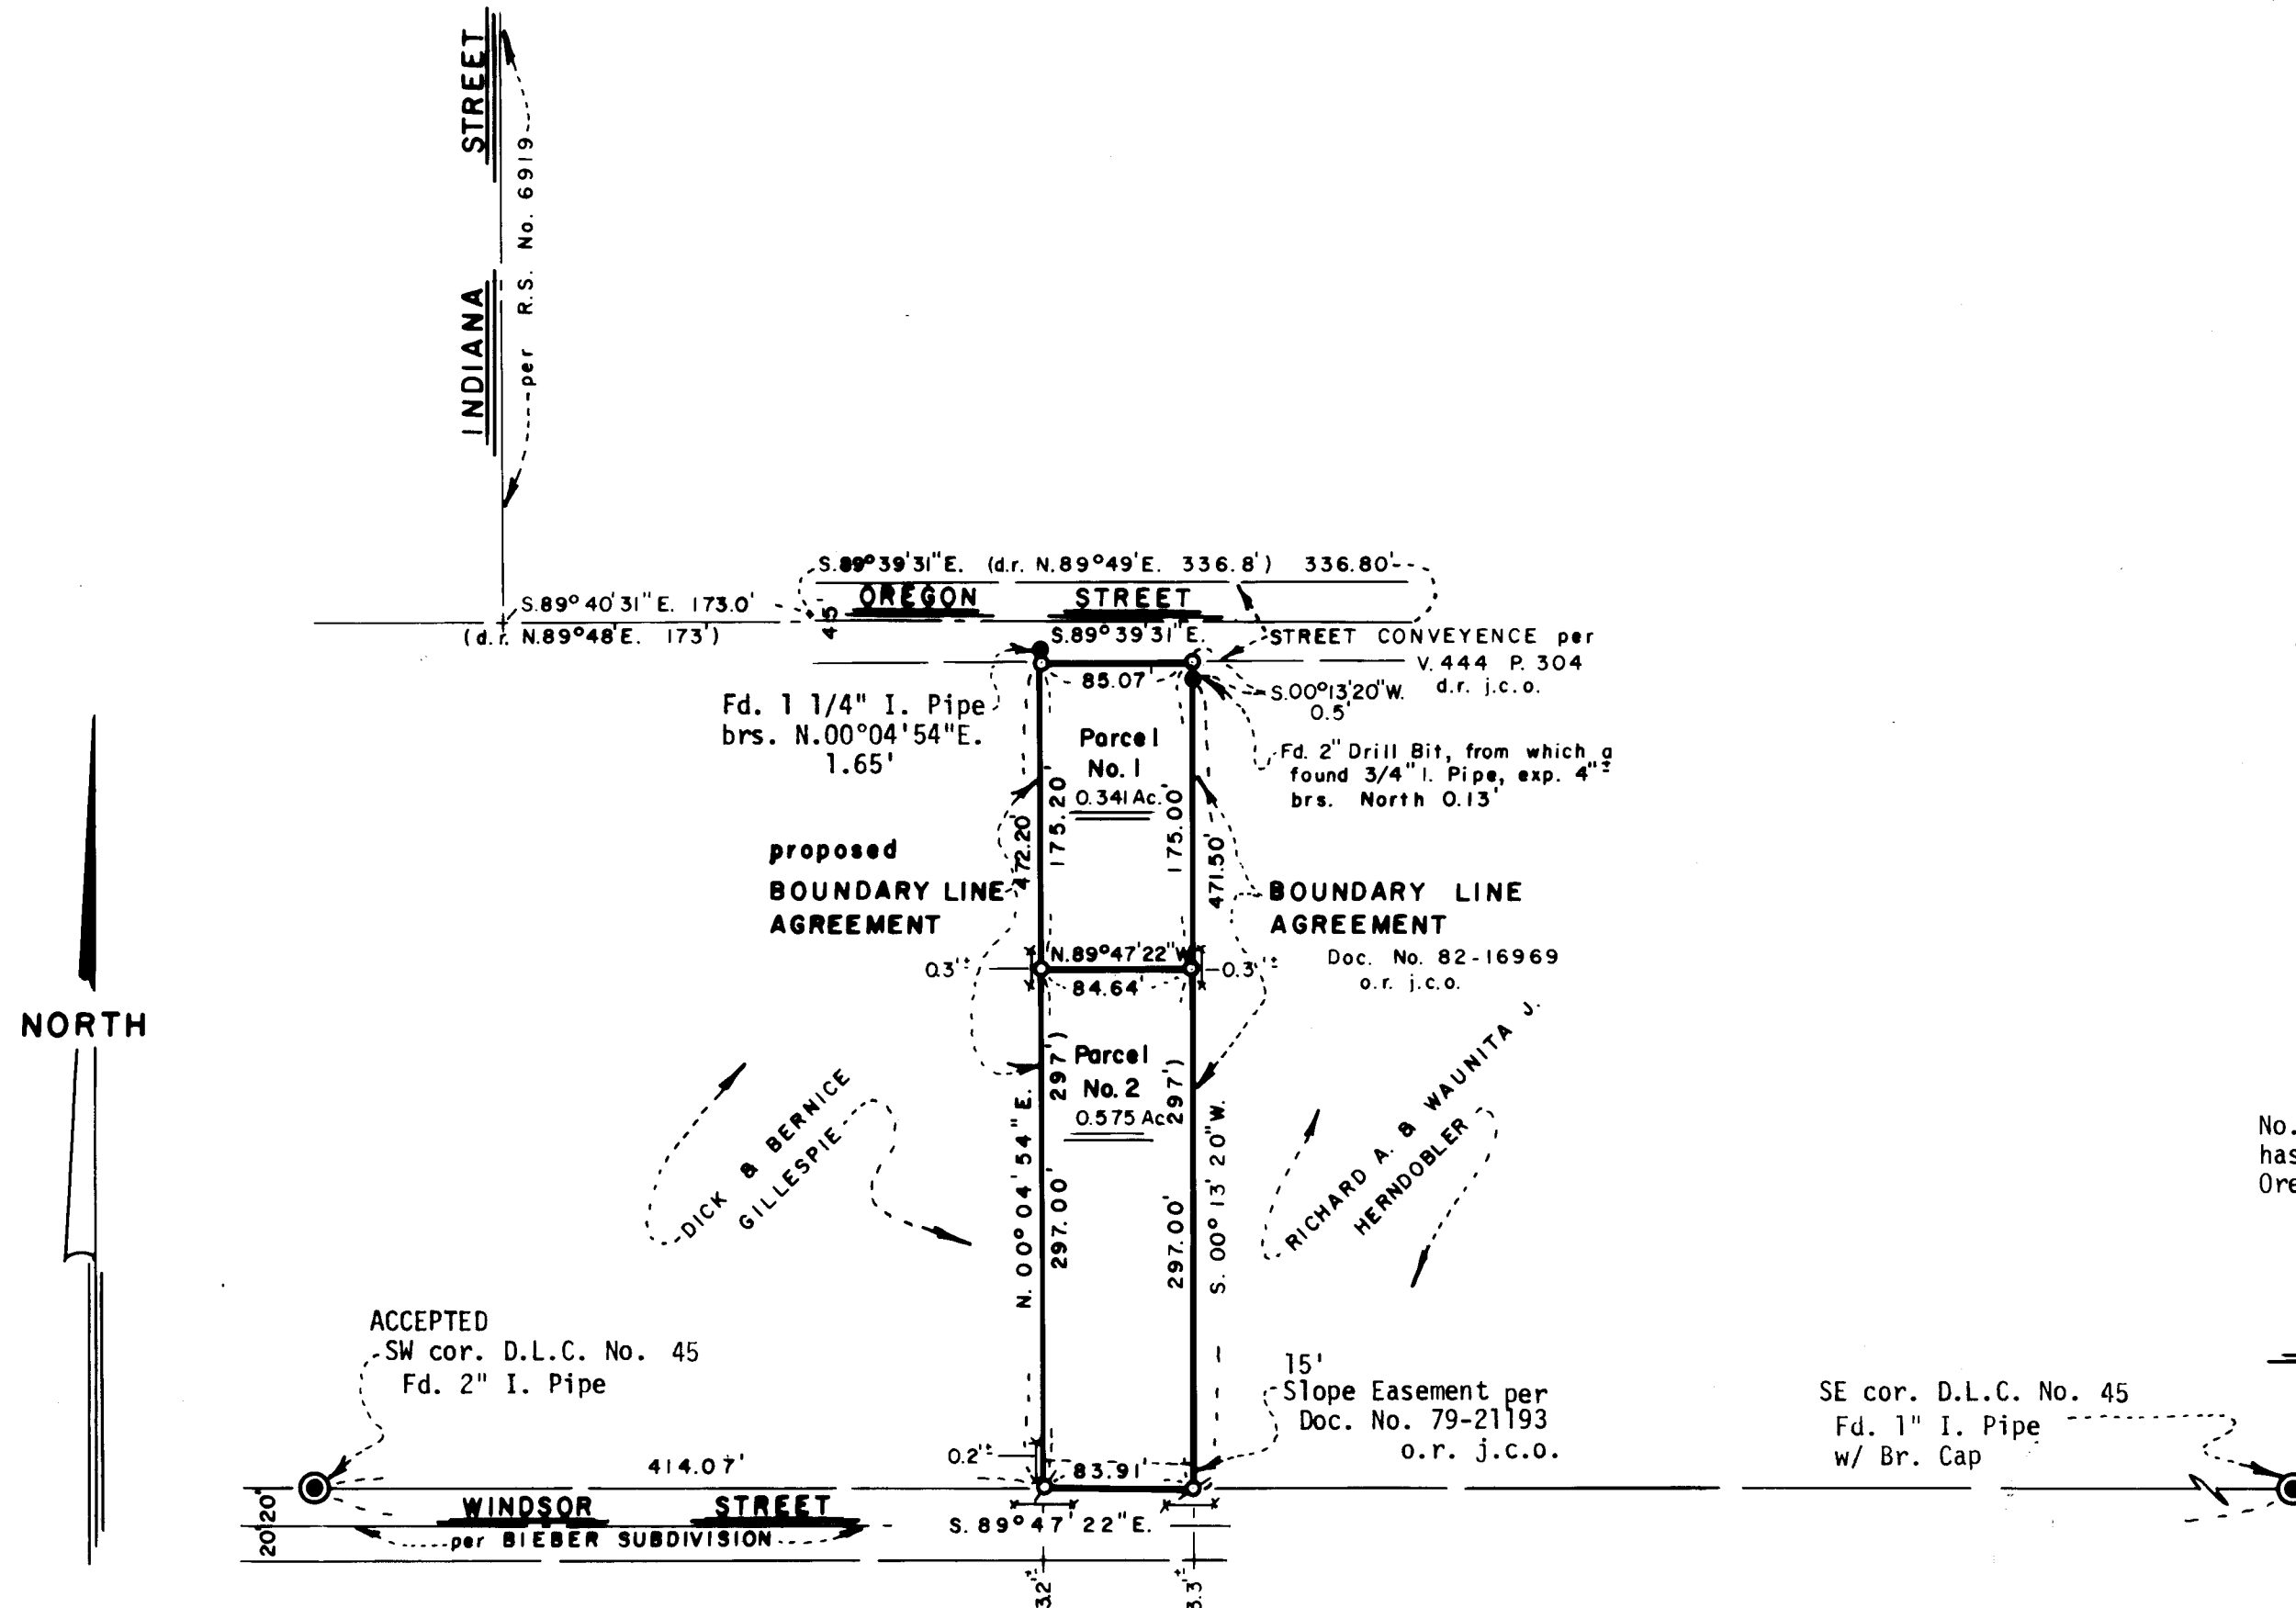 INDIANA STREET
per R.S. No. 6919
S.89°39'31"E. (d.r. N.89°49'E. 336.8') 336.80'
OREGON STREET
S.89°40'31"E. 173.0'
(d.r. N.89°48'E. 173')
45'
S.89°39'31"E.
85.07'
STREET CONVEYENCE per
V. 444 P. 304
d.r. j.c.o.
S.00°13'20"W.
0.5'
Fd. 1 1/4" I. Pipe
brs. N.00°04'54"E.
1.65'
Fd. 2" Drill Bit, from which a
found 3/4" I. Pipe, exp. 4"±
brs. North 0.13'
Parcel
No. 1
0.341 Ac.
472.20'
175.20'
175.00'
471.50'
proposed
BOUNDARY LINE
AGREEMENT
BOUNDARY LINE
AGREEMENT
Doc. No. 82-16969
o.r. j.c.o.
N.89°47'22"W
0.3'±
0.3'±
84.64'
NORTH
Parcel
No. 2
0.575 Ac
297')
297')
N. 00°04'54"E.
297.00'
297.00'
S. 00°13'20"W.
DICK & BERNICE
GILLESPIE
RICHARD A. & WAUNITA J.
HERNDOBLER
No.
has
Ore
ACCEPTED
SW cor. D.L.C. No. 45
Fd. 2" I. Pipe
15'
Slope Easement per
Doc. No. 79-21193
o.r. j.c.o.
SE cor. D.L.C. No. 45
Fd. 1" I. Pipe
w/ Br. Cap
414.07'
0.2'±
83.91'
WINDSOR STREET
20' 20'
per BIEBER SUBDIVISION
S. 89°47'22"E.
3.2'±
3.3'±